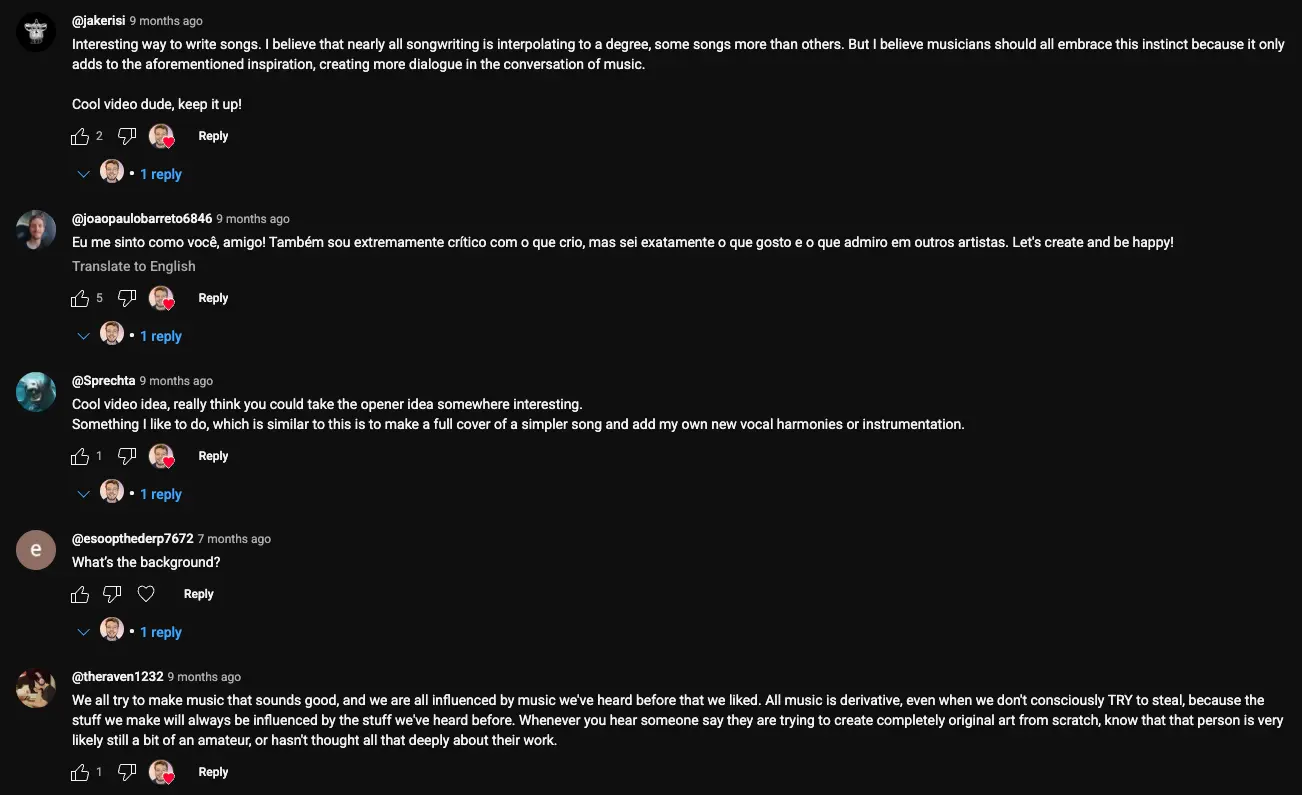 @jakerisi 9 months ago
Interesting way to write songs. I believe that nearly all songwriting is interpolating to a degree, some songs more than others. But I believe musicians should all embrace this instinct because it only
adds to the aforementioned inspiration, creating more dialogue in the conversation of music.
Cool video dude, keep it up!
2 Reply
• 1 reply
@joaopaulobarreto6846 9 months ago
Eu me sinto como você, amigo! Também sou extremamente crítico com o que crio, mas sei exatamente o que gosto e o que admiro em outros artistas. Let's create and be happy!
Translate to English
5 Reply
• 1 reply
@Sprechta 9 months ago
Cool video idea, really think you could take the opener idea somewhere interesting.
Something I like to do, which is similar to this is to make a full cover of a simpler song and add my own new vocal harmonies or instrumentation.
1 Reply
• 1 reply
e
@esoopthederp7672 7 months ago
What's the background?
Reply
• 1 reply
@theraven1232 9 months ago
We all try to make music that sounds good, and we are all influenced by music we've heard before that we liked. All music is derivative, even when we don't consciously TRY to steal, because the
stuff we make will always be influenced by the stuff we've heard before. Whenever you hear someone say they are trying to create completely original art from scratch, know that that person is very
likely still a bit of an amateur, or hasn't thought all that deeply about their work.
1 Reply